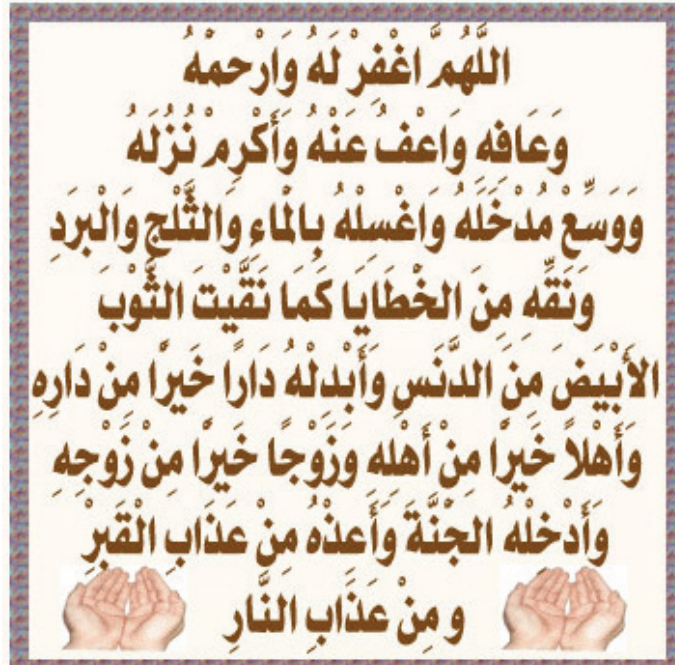 اللَّهُمَّ اغْفِرْ لَهُ وَارْحَمْهُ
وَعَافِهِ وَاعْفُ عَنْهُ وَأَكْرِمْ نُزُلَهُ
وَوَسِّعْ مُدْخَلَهُ وَاغْسِلْهُ بِالْمَاءِ وَالثَّلْجِ وَالْبَرَدِ
وَنَقِّهِ مِنَ الْخَطَايَا كَمَا نَقَّيْتَ الثَّوْبَ
الأَبْيَضَ مِنَ الدَّنَسِ وَأَبْدِلْهُ دَارًا خَيْرًا مِنْ دَارِهِ
وَأَهْلاً خَيْرًا مِنْ أَهْلِهِ وَزَوْجًا خَيْرًا مِنْ زَوْجِهِ
وَأَدْخِلْهُ الْجَنَّةَ وَأَعِذْهُ مِنْ عَذَابِ الْقَبْرِ
و مِنْ عَذَابِ النَّارِ